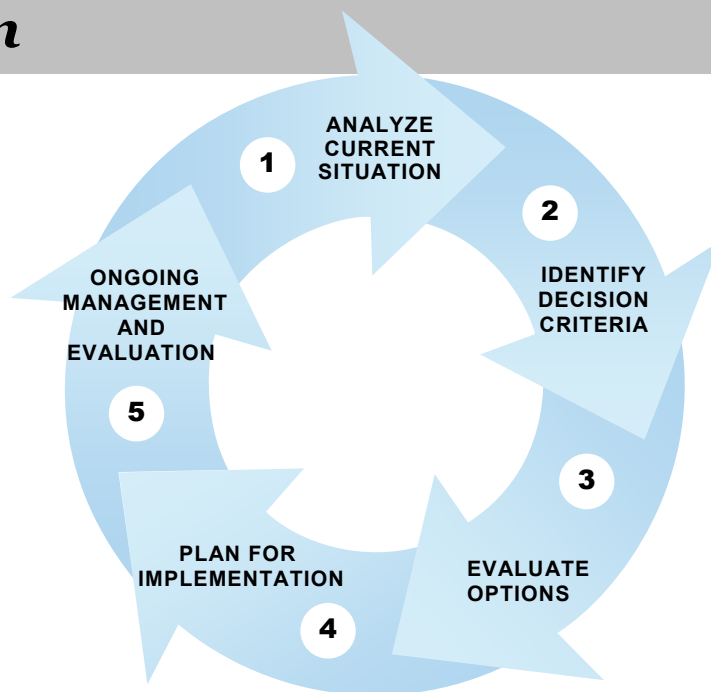 n
1
ANALYZE
CURRENT
SITUATION
2
IDENTIFY
DECISION
CRITERIA
3
EVALUATE
OPTIONS
4
PLAN FOR
IMPLEMENTATION
5
ONGOING
MANAGEMENT
AND
EVALUATION